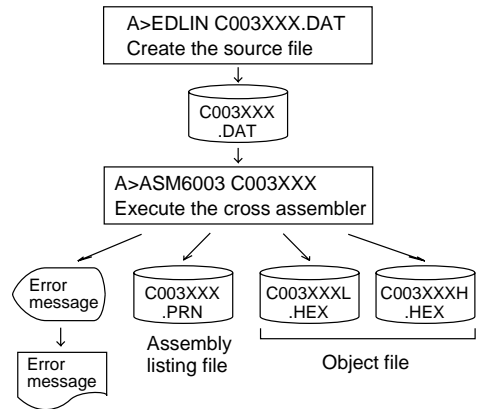 A>EDLIN C003XXX.DAT
Create the source file
C003XXX
.DAT
A>ASM6003 C003XXX
Execute the cross assembler
Error
message
C003XXX
.PRN
C003XXXL
.HEX
C003XXXH
.HEX
Error
message
Assembly
listing file
Object file